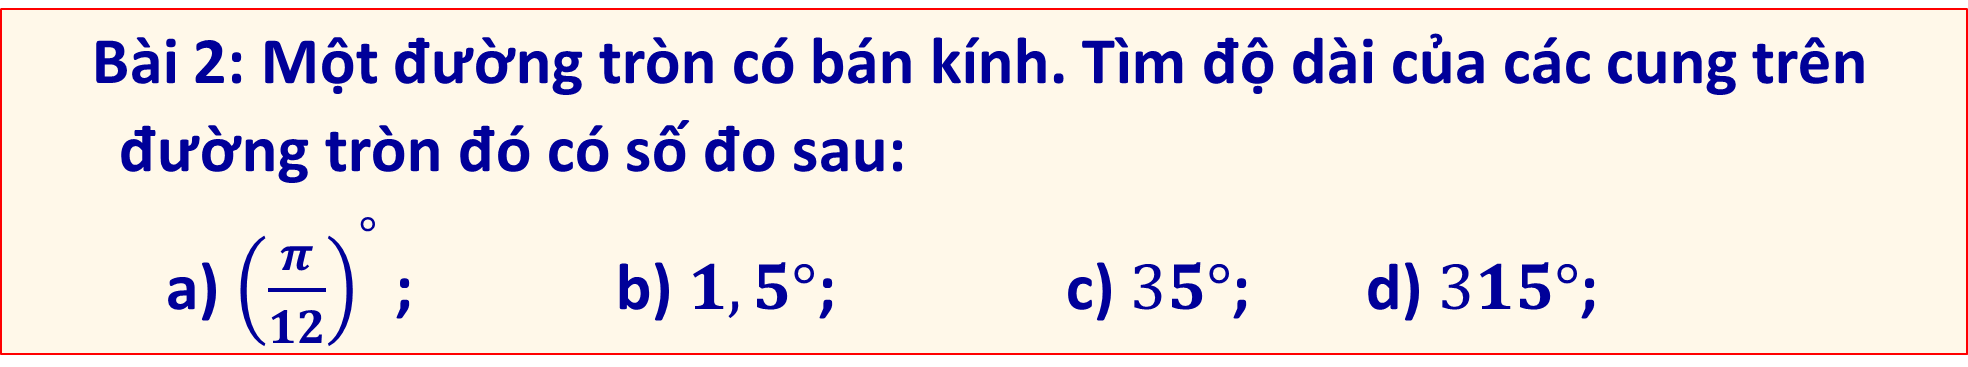 Bài 2: Một đường tròn có bán kính. Tìm độ dài của các cung trên
đường tròn đó có số đo sau:
a) (π/12)°; b) 1,5°; c) 35°; d) 315°;